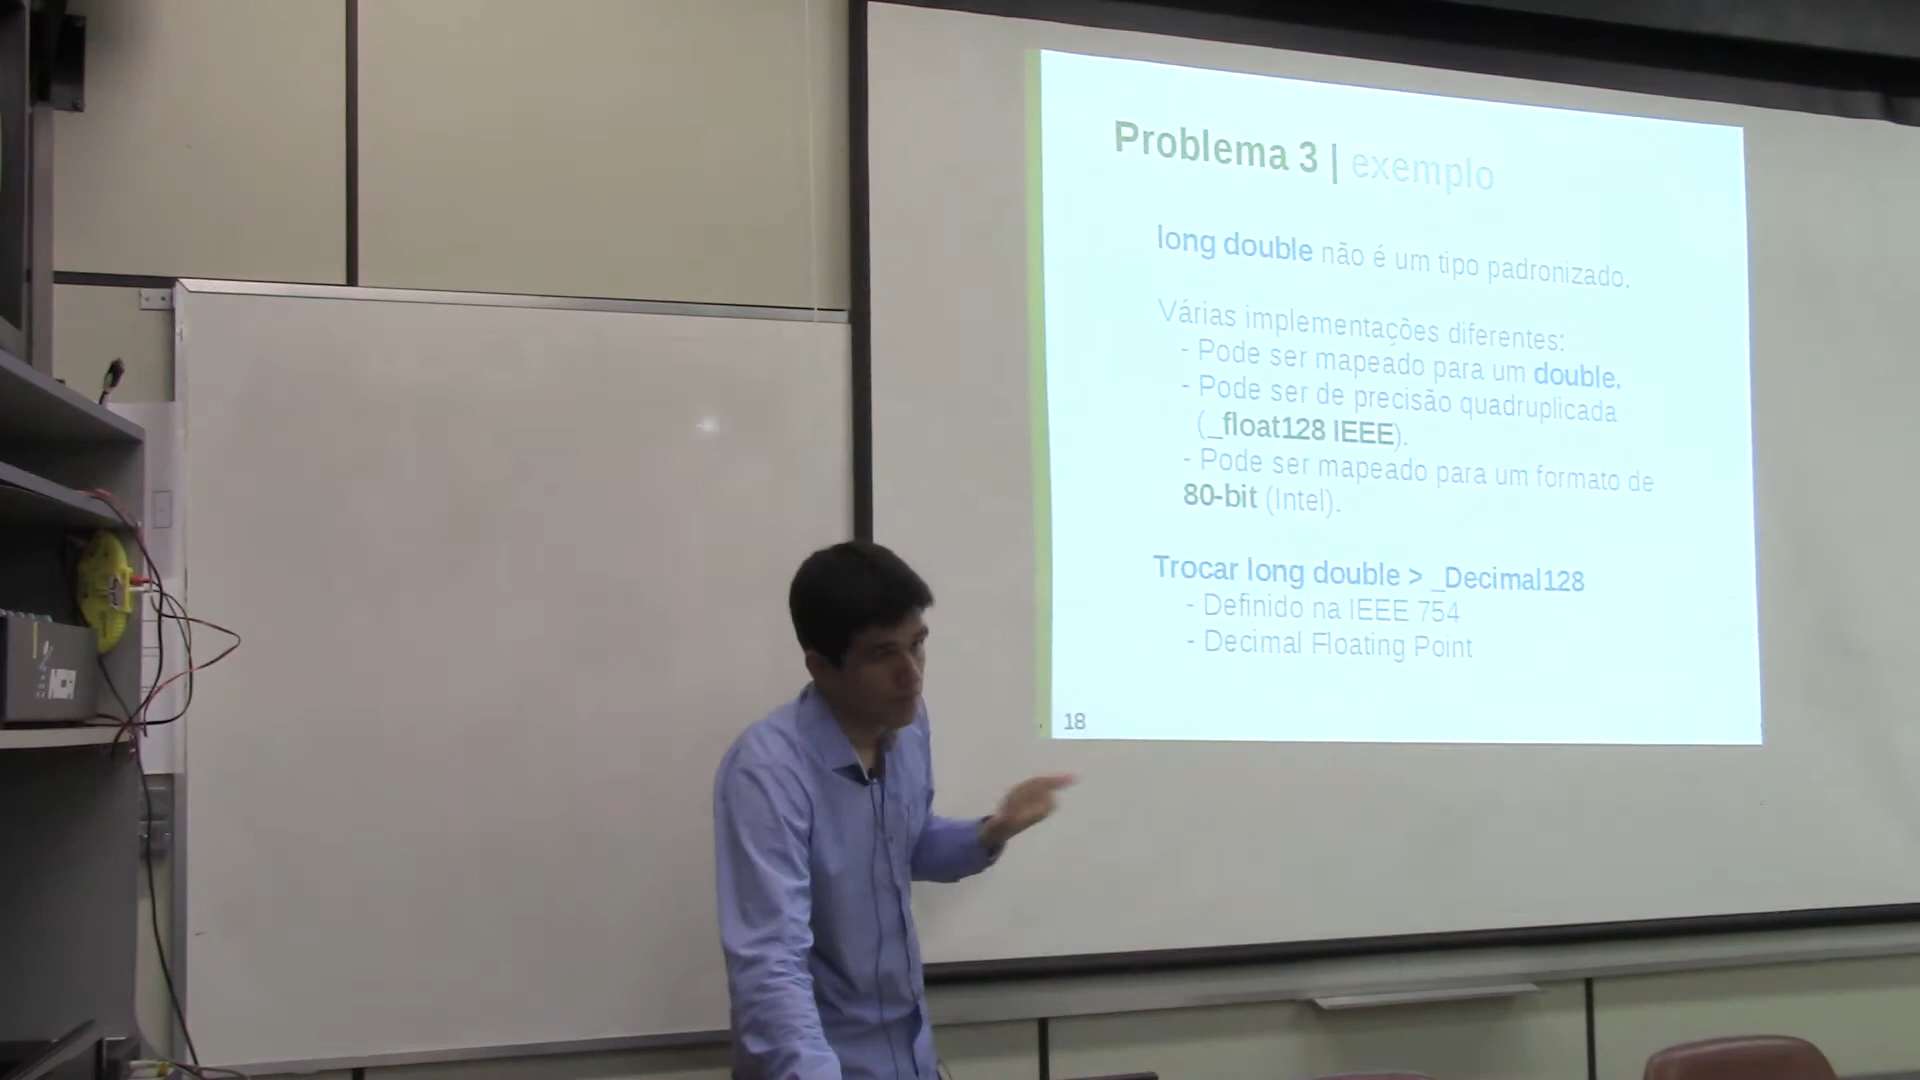 Problema 3 | exemplo
long double não é um tipo padronizado.
Várias implementações diferentes:
- Pode ser mapeado para um double.
- Pode ser de precisão quadruplicada
(_float128 IEEE).
- Pode ser mapeado para um formato de
80-bit (Intel).
Trocar long double > _Decimal128
- Definido na IEEE 754
- Decimal Floating Point
18